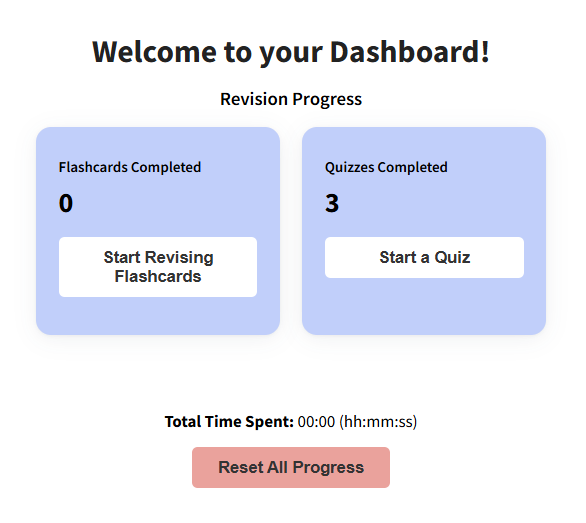 Welcome to your Dashboard!
Revision Progress
Flashcards Completed
0
Start Revising
Flashcards
Quizzes Completed
3
Start a Quiz
Total Time Spent: 00:00 (hh:mm:ss)
Reset All Progress